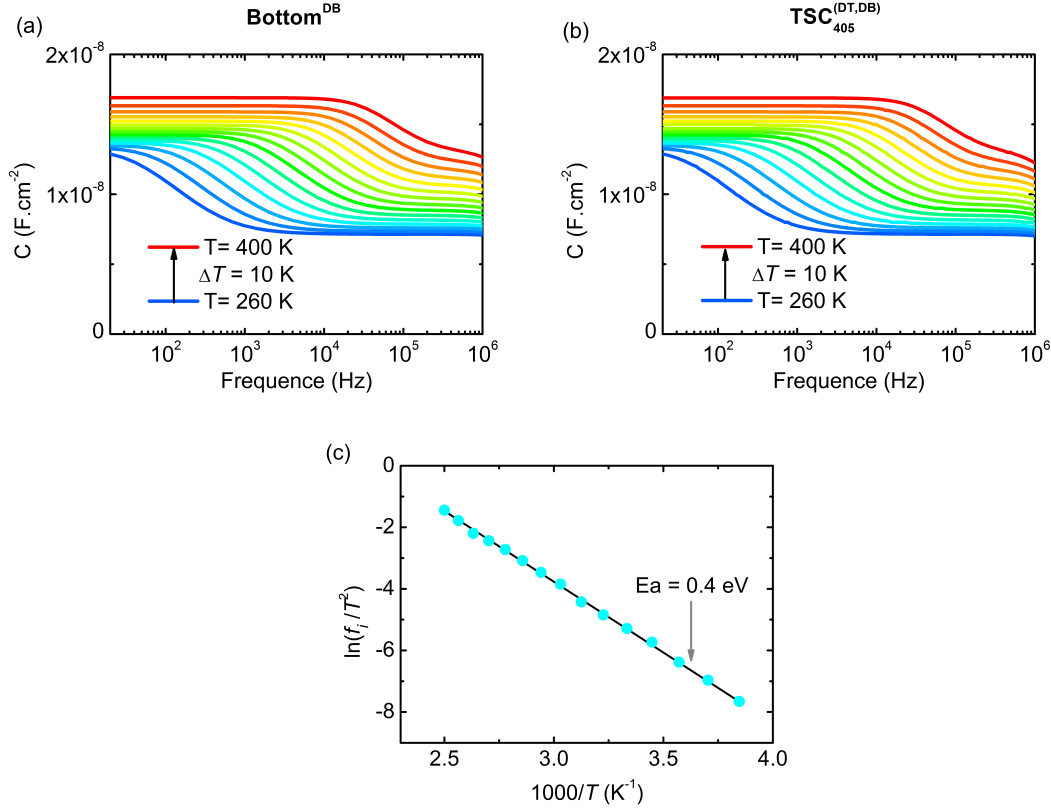 (a)
Bottom^DB
2x10^-8
1x10^-8
0
C (F.cm^-2)
T= 400 K
ΔT = 10 K
T= 260 K
10^2 10^3 10^4 10^5 10^6
Frequence (Hz)
(b)
TSC_405^(DT,DB)
2x10^-8
1x10^-8
0
C (F.cm^-2)
T= 400 K
ΔT = 10 K
T= 260 K
10^2 10^3 10^4 10^5 10^6
Frequence (Hz)
(c)
0
-2
-4
-6
-8
ln(f_i/T^2)
Ea = 0.4 eV
2.5 3.0 3.5 4.0
1000/T (K^-1)